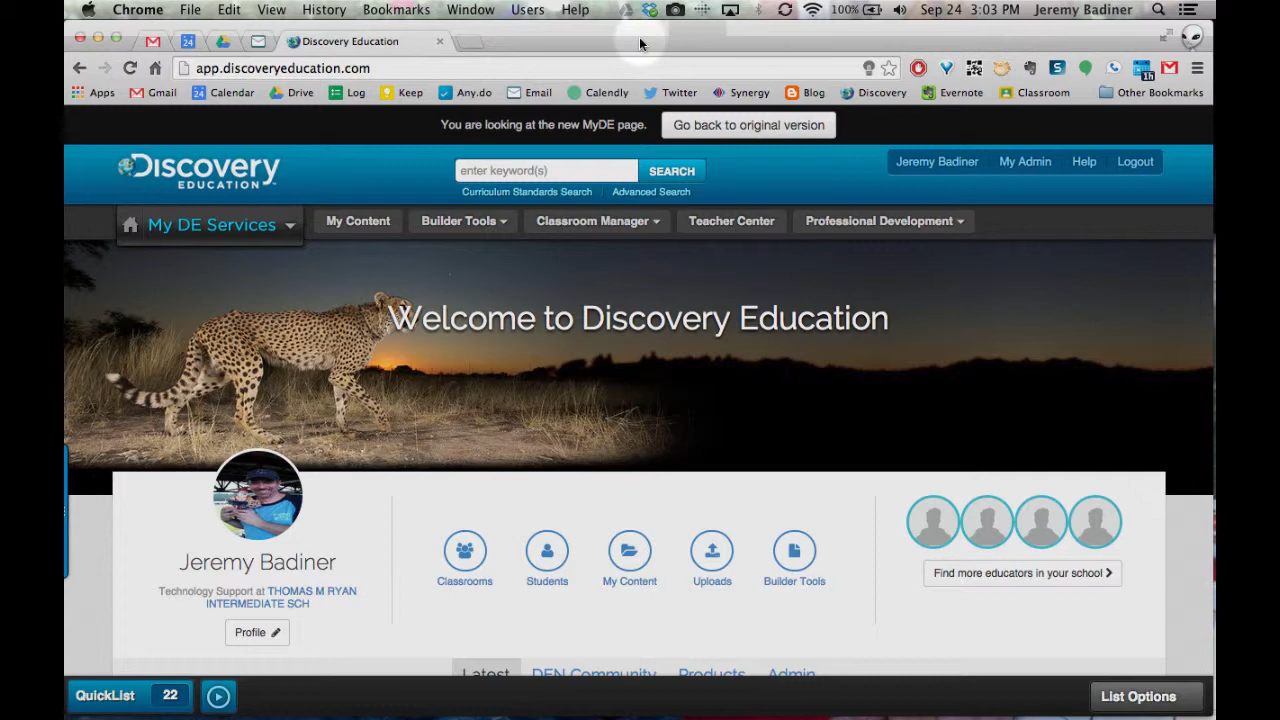 Chrome File Edit View History Bookmarks Window Users Help 100% Sep 24 3:03 PM Jeremy Badiner
24 Discovery Education
app.discoveryeducation.com 1h
Apps Gmail 24 Calendar Drive Log Keep Any.do Email Calendly Twitter Synergy Blog Discovery Evernote Classroom Other Bookmarks
You are looking at the new MyDE page. Go back to original version
Discovery
EDUCATION
enter keyword(s) SEARCH
Curriculum Standards Search Advanced Search
Jeremy Badiner My Admin Help Logout
My DE Services My Content Builder Tools Classroom Manager Teacher Center Professional Development
Welcome to Discovery Education
Jeremy Badiner
Technology Support at THOMAS M RYAN
INTERMEDIATE SCH
Profile
Classrooms Students My Content Uploads Builder Tools
Find more educators in your school
Latest DEN Community Products Admin
QuickList 22 List Options